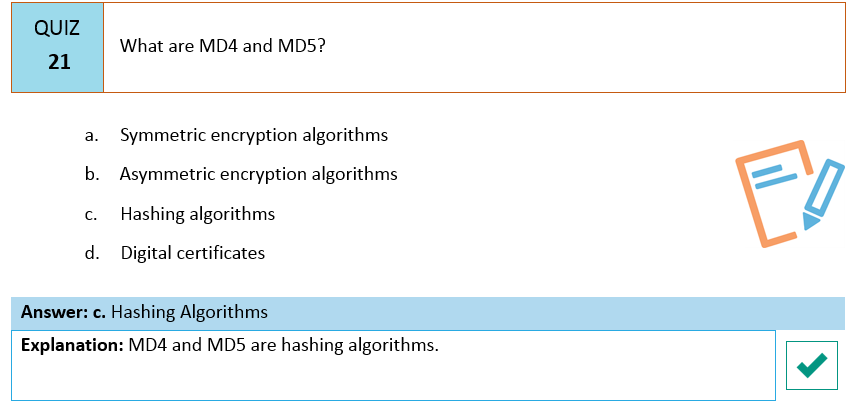 QUIZ
21
What are MD4 and MD5?
a. Symmetric encryption algorithms
b. Asymmetric encryption algorithms
c. Hashing algorithms
d. Digital certificates
Answer: c. Hashing Algorithms
Explanation: MD4 and MD5 are hashing algorithms.